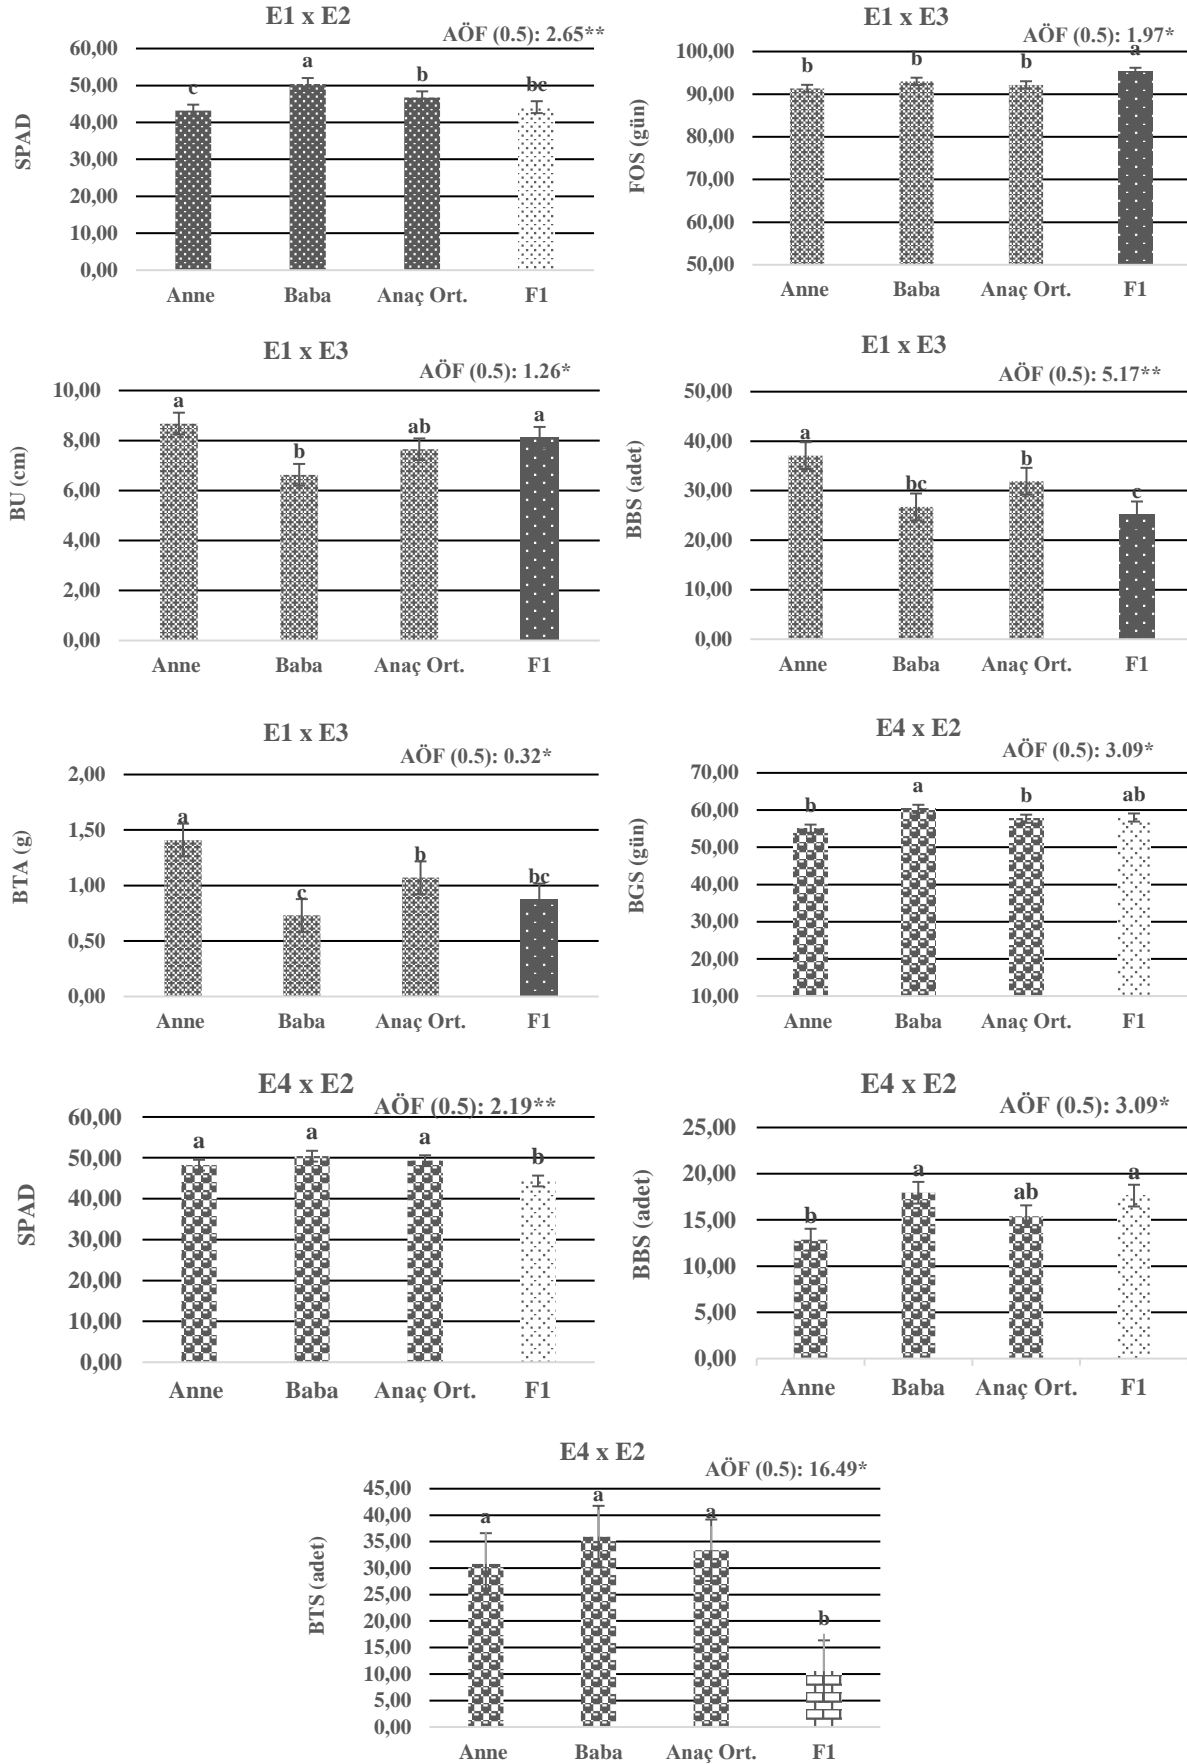 E1 x E2
AÖF (0.5): 2.65**
60,00
50,00
40,00
30,00
20,00
10,00
0,00
SPAD
c
a
b
bc
Anne Baba Anaç Ort. F1
E1 x E3
AÖF (0.5): 1.97*
100,00
90,00
80,00
70,00
60,00
50,00
FOS (gün)
b
b
b
a
Anne Baba Anaç Ort. F1
E1 x E3
AÖF (0.5): 1.26*
10,00
8,00
6,00
4,00
2,00
0,00
BU (cm)
a
b
ab
a
Anne Baba Anaç Ort. F1
E1 x E3
AÖF (0.5): 5.17**
50,00
40,00
30,00
20,00
10,00
0,00
BBS (adet)
a
bc
b
c
Anne Baba Anaç Ort. F1
E1 x E3
AÖF (0.5): 0.32*
2,00
1,50
1,00
0,50
0,00
BTA (g)
a
c
b
bc
Anne Baba Anaç Ort. F1
E4 x E2
AÖF (0.5): 3.09*
70,00
60,00
50,00
40,00
30,00
20,00
10,00
BGS (gün)
b
a
b
ab
Anne Baba Anaç Ort. F1
E4 x E2
AÖF (0.5): 2.19**
60,00
50,00
40,00
30,00
20,00
10,00
0,00
SPAD
a
a
a
b
Anne Baba Anaç Ort. F1
E4 x E2
AÖF (0.5): 3.09*
25,00
20,00
15,00
10,00
5,00
0,00
BBS (adet)
b
a
ab
a
Anne Baba Anaç Ort. F1
E4 x E2
AÖF (0.5): 16.49*
45,00
40,00
35,00
30,00
25,00
20,00
15,00
10,00
5,00
0,00
BTS (adet)
a
a
a
b
Anne Baba Anaç Ort. F1